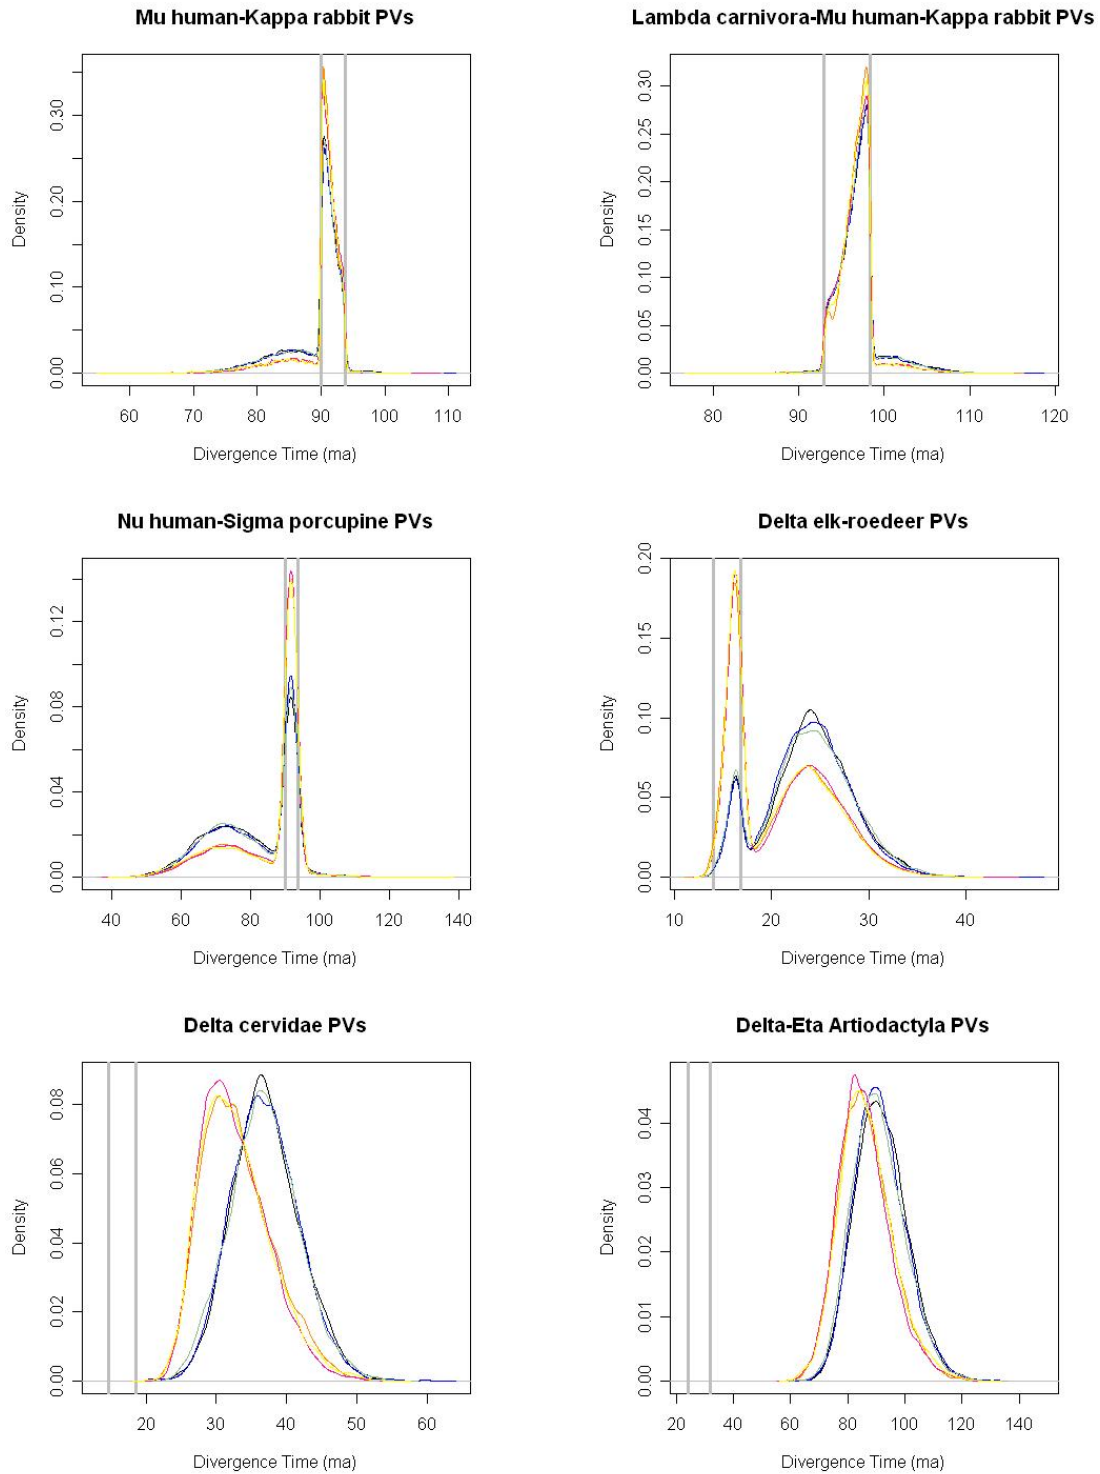 Mu human-Kappa rabbit PVs
Density
0.00
0.10
0.20
0.30
60 70 80 90 100 110
Divergence Time (ma)
Lambda carnivora-Mu human-Kappa rabbit PVs
Density
0.00
0.05
0.10
0.15
0.20
0.25
0.30
80 90 100 110 120
Divergence Time (ma)
Nu human-Sigma porcupine PVs
Density
0.00
0.04
0.08
0.12
40 60 80 100 120 140
Divergence Time (ma)
Delta elk-roedeer PVs
Density
0.00
0.05
0.10
0.15
0.20
10 20 30 40
Divergence Time (ma)
Delta cervidae PVs
Density
0.00
0.02
0.04
0.06
0.08
20 30 40 50 60
Divergence Time (ma)
Delta-Eta Artiodactyla PVs
Density
0.00
0.01
0.02
0.03
0.04
20 40 60 80 100 120 140
Divergence Time (ma)